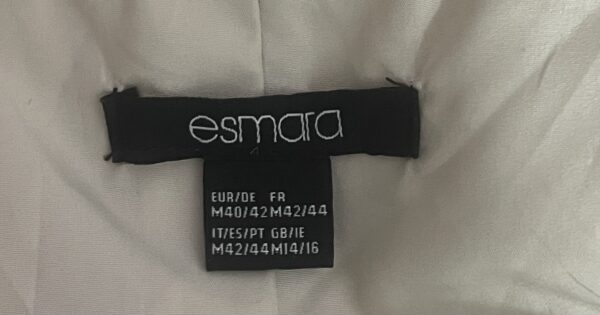 esmara
EUR/DE FR
M40/42M42/44
IT/ES/PT GB/IE
M42/44M14/16